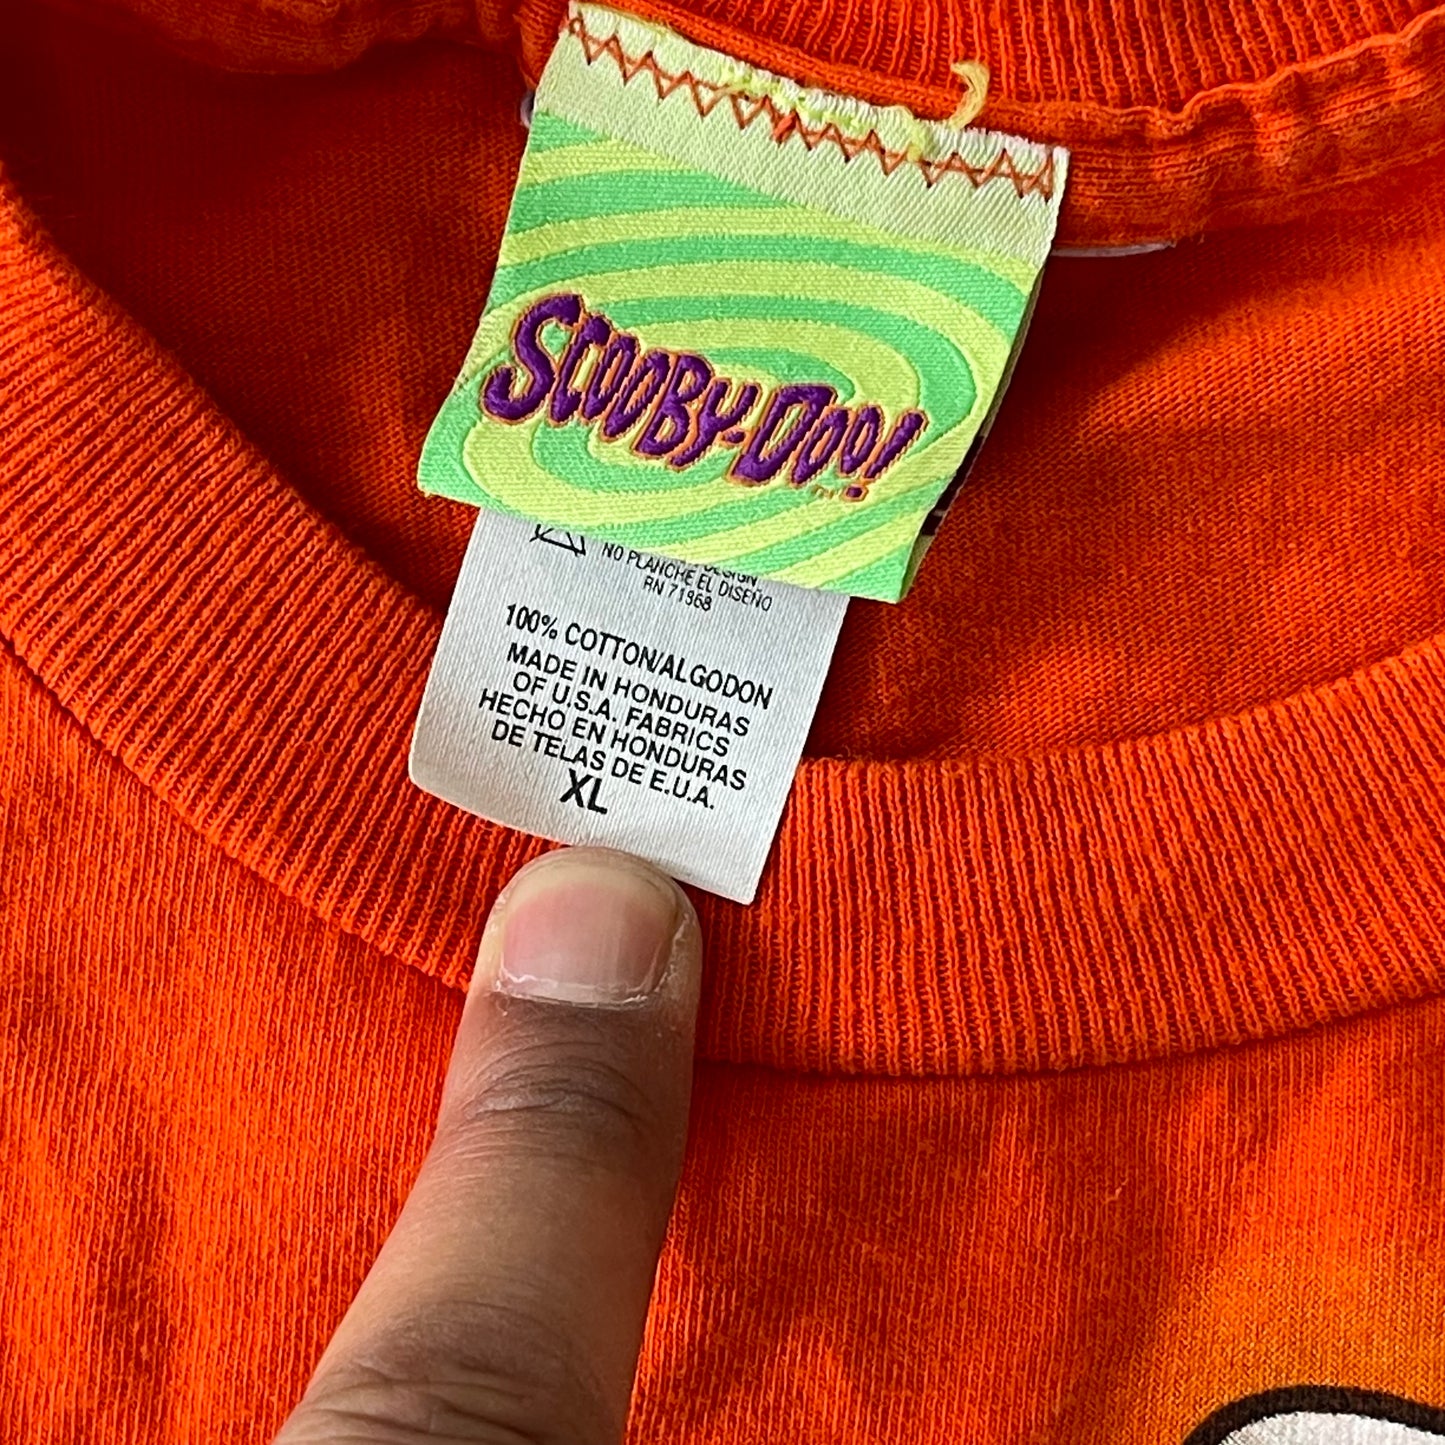 SCOOBY-DOO!
NO PLANCHE EL DISEÑO
RN 71368
100% COTTON/ALGODON
MADE IN HONDURAS
OF U.S.A. FABRICS
HECHO EN HONDURAS
DE TELAS DE E.U.A.
XL